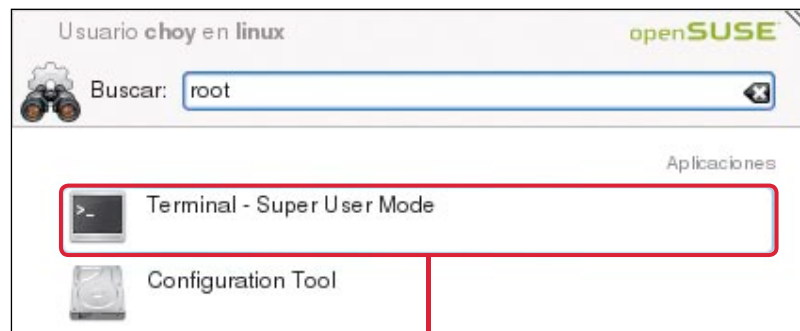 Usuario choy en linux
openSUSE
Buscar: root
Aplicaciones
>_
Terminal - Super User Mode
Configuration Tool